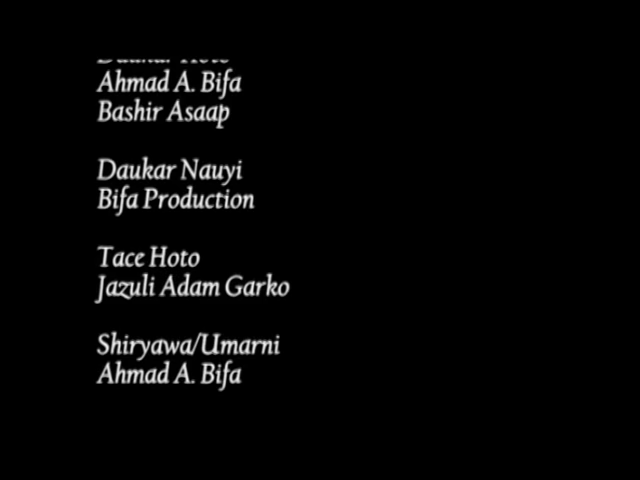 Ahmad A. Bifa
Bashir Asaap
Daukar Nauyi
Bifa Production
Tace Hoto
Jazuli Adam Garko
Shiryawa/Umarni
Ahmad A. Bifa